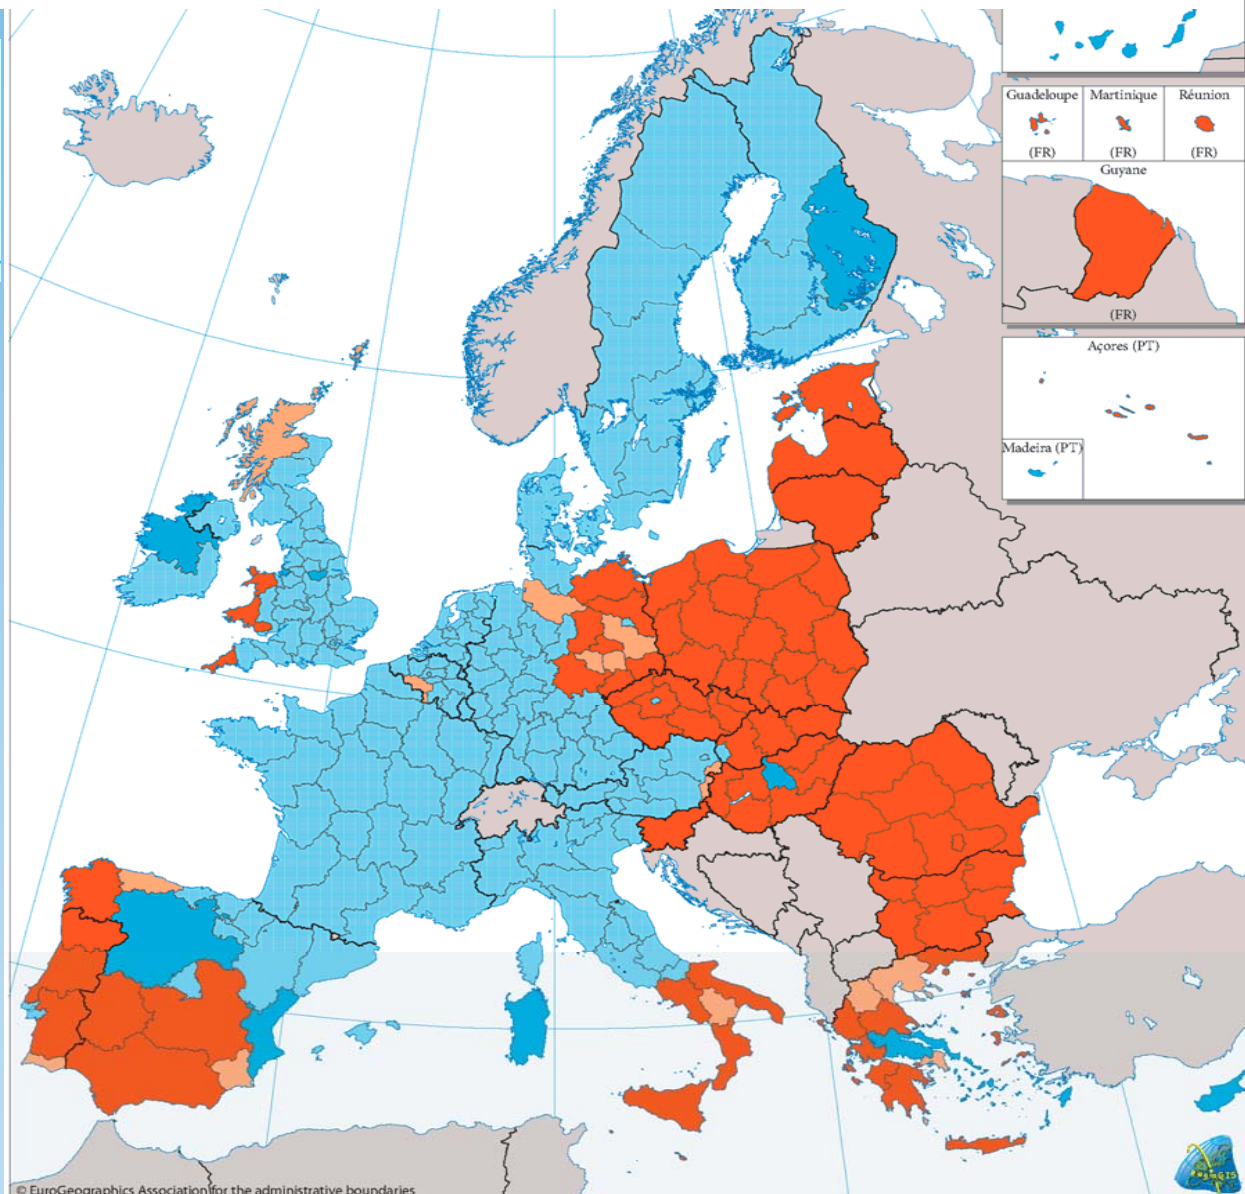 Guadeloupe
Martinique
Réunion
(FR)
(FR)
(FR)
Guyane
(FR)
Açores (PT)
Madeira (PT)
© EuroGeographics Association for the administrative boundaries